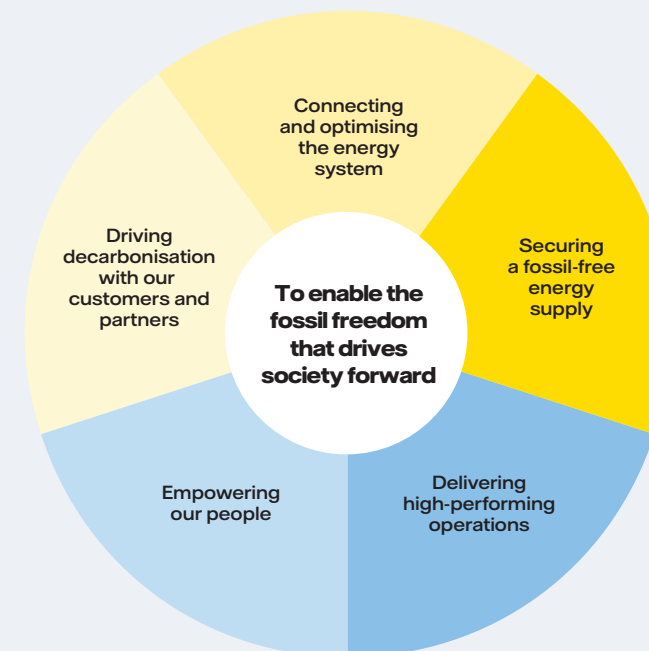 Connecting
and optimising
the energy
system
Driving
decarbonisation
with our
customers and
partners
Securing
a fossil-free
energy
supply
To enable the
fossil freedom
that drives
society forward
Empowering
our people
Delivering
high-performing
operations